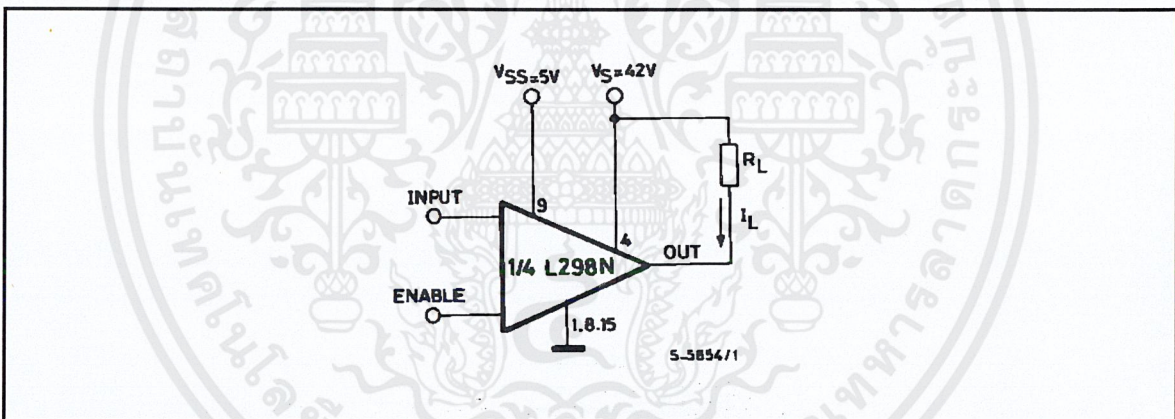 VSS=5V
VS=42V
RL
INPUT
9
IL
4
OUT
1/4 L298N
ENABLE
1.8.15
S-5854/1